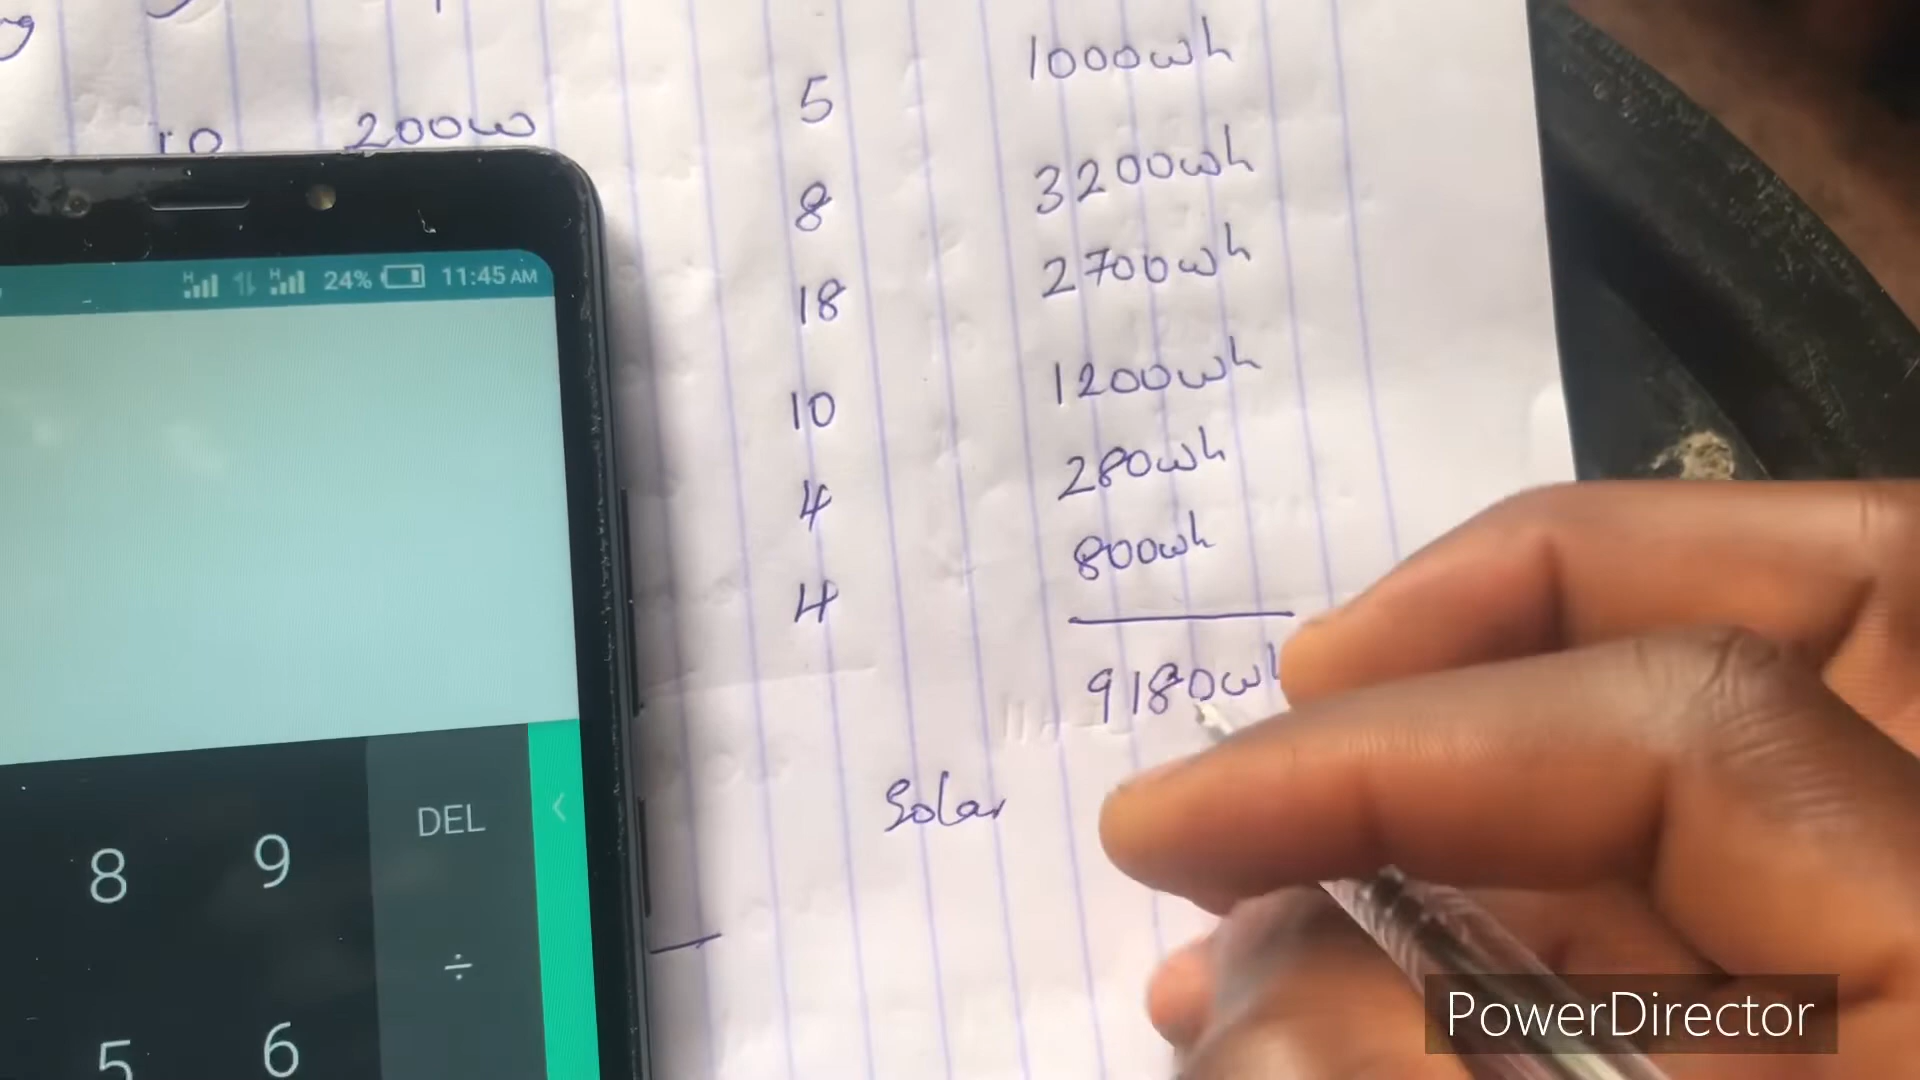 10 200w
5 1000wh
8 3200wh
18 2700wh
10 1200wh
4 280wh
4 800wh
9180wh
Solar
H H 24% 11:45 AM
8 9 DEL
÷
5 6
PowerDirector